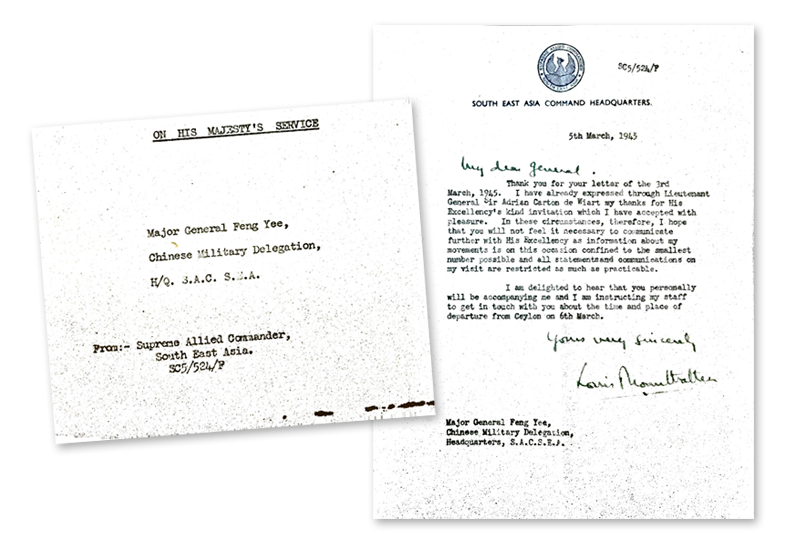 ON HIS MAJESTY'S SERVICE
Major General Feng Yee,
Chinese Military Delegation,
H/Q. S.A.C. S.E.A.
From:- Supreme Allied Commander,
South East Asia.
SC5/524/F
SC5/524/F
SOUTH EAST ASIA COMMAND HEADQUARTERS.
5th March, 1945
My dear General.
Thank you for your letter of the 3rd
March, 1945. I have already expressed through Lieutenant
General Sir Adrian Carton de Wiart my thanks for His
Excellency's kind invitation which I have accepted with
pleasure. In these circumstances, therefore, I hope
that you will not feel it necessary to communicate
further with His Excellency as information about my
movements is on this occasion confined to the smallest
number possible and all statementsand communications on
my visit are restricted as much as practicable.
I am delighted to hear that you personally
will be accompanying me and I am instructing my staff
to get in touch with you about the time and place of
departure from Ceylon on 6th March.
Yours very sincerely
Louis Mountbatten
Major General Feng Yee,
Chinese Military Delegation,
Headquarters, S.A.C.S.E.A.